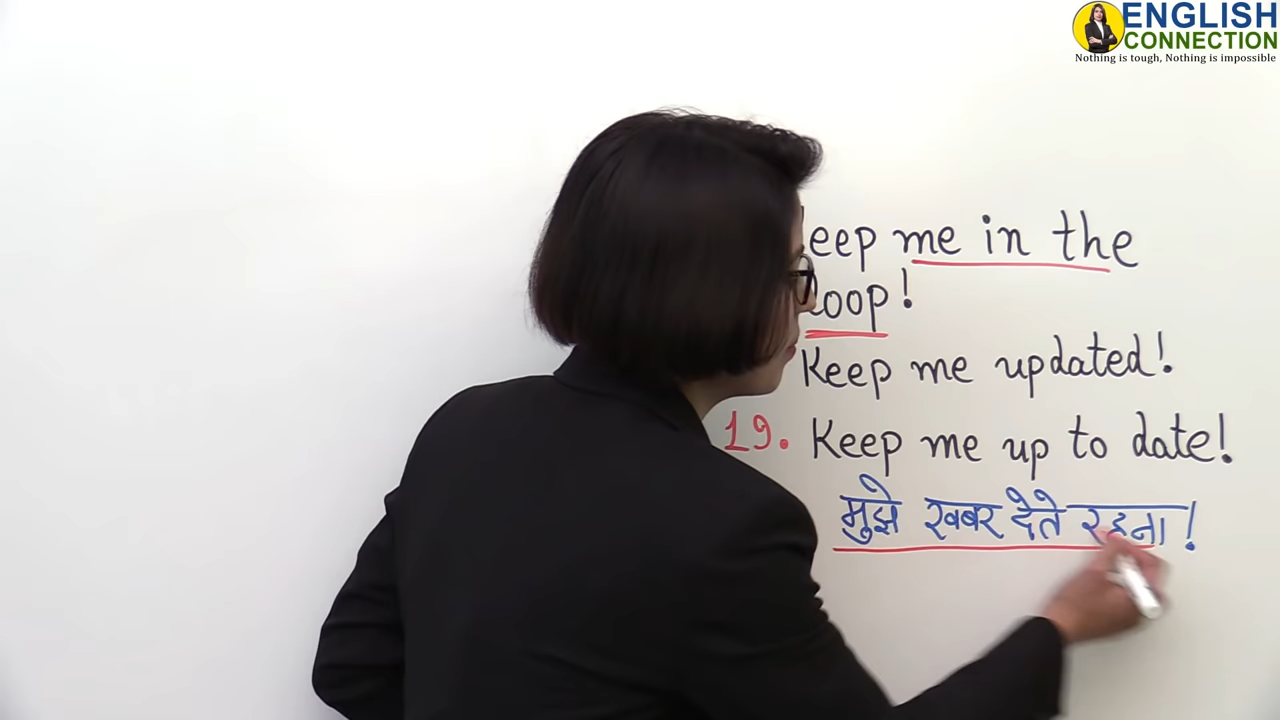 ENGLISH
CONNECTION
Nothing is tough, Nothing is impossible
eep me in the
loop!
Keep me updated!
19. Keep me up to date!
मुझे खबर देते रहना!